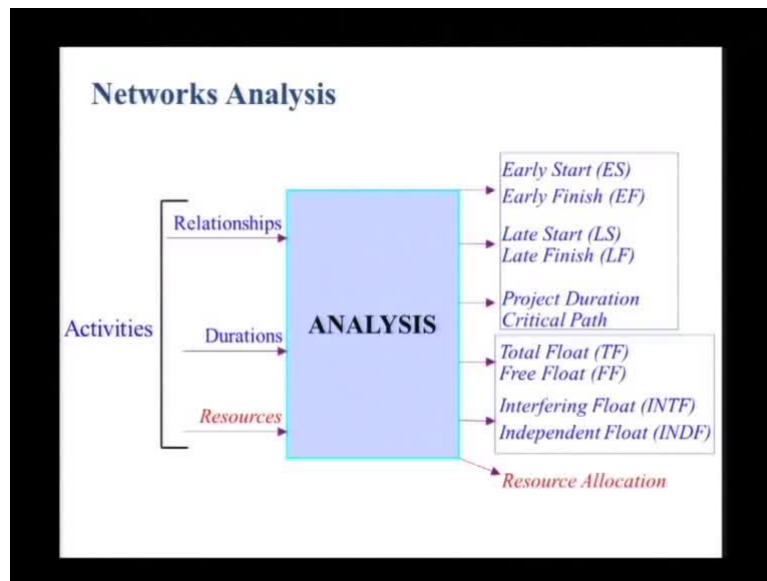 Networks Analysis
Activities
Relationships
Durations
Resources
ANALYSIS
Early Start (ES)
Early Finish (EF)
Late Start (LS)
Late Finish (LF)
Project Duration
Critical Path
Total Float (TF)
Free Float (FF)
Interfering Float (INTF)
Independent Float (INDF)
Resource Allocation